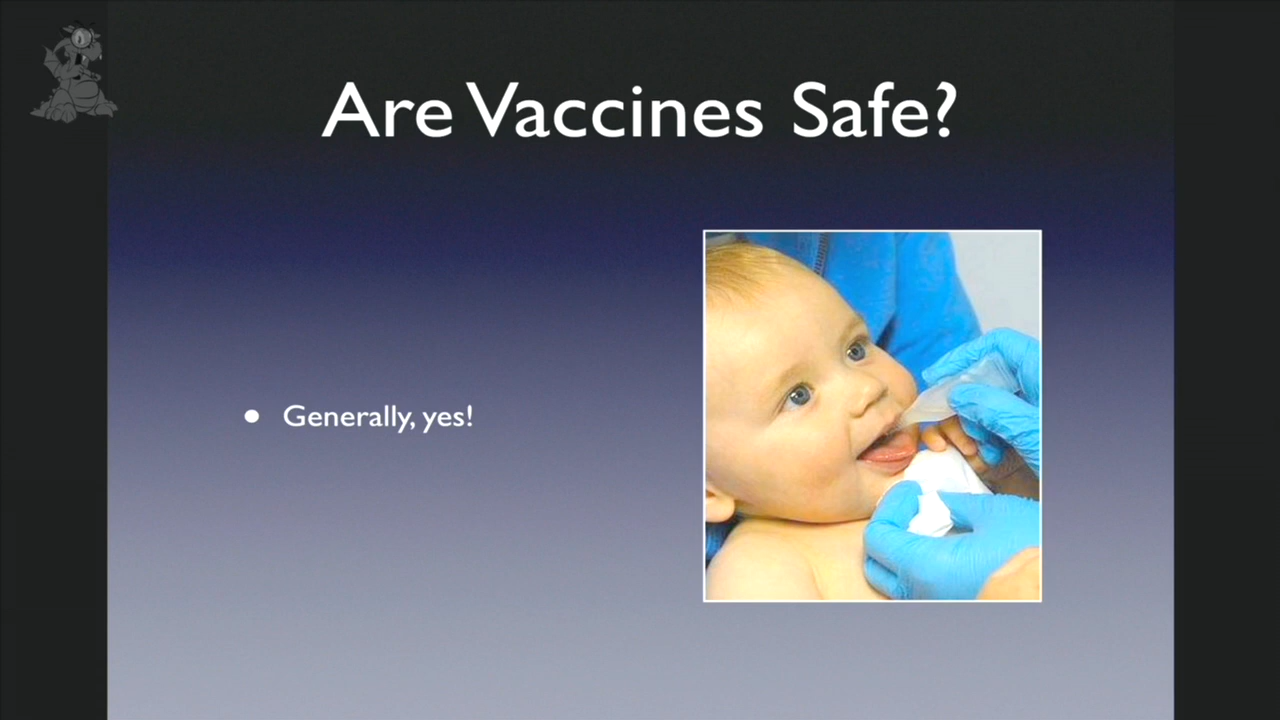 Are Vaccines Safe?
• Generally, yes!